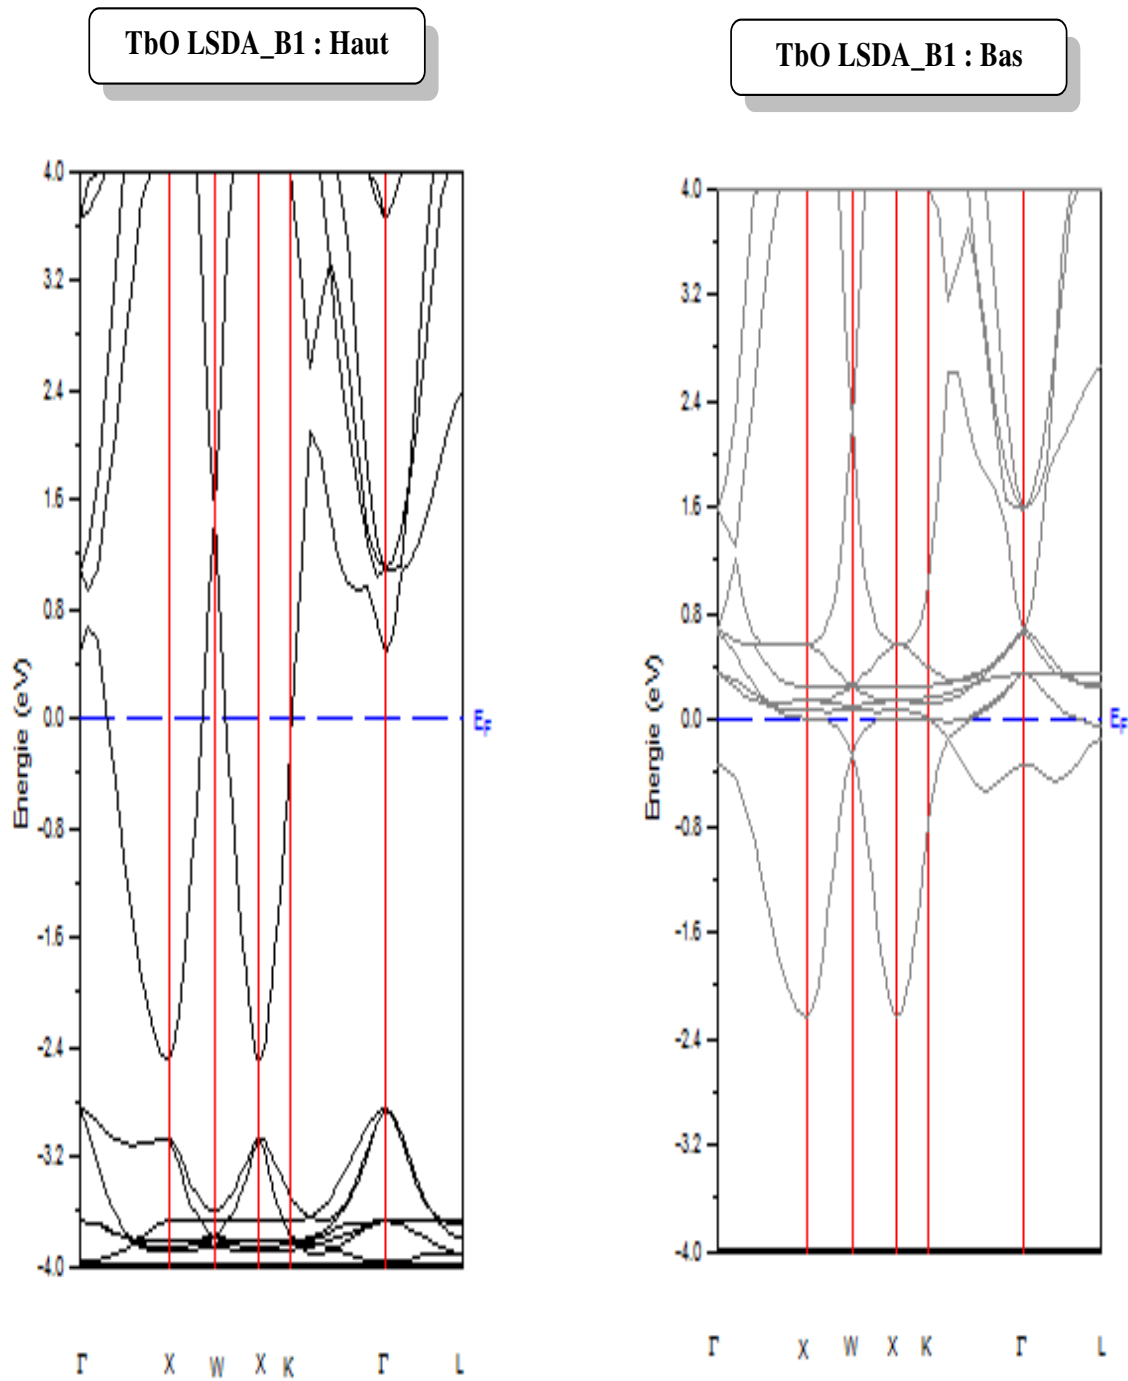 TbO LSDA_B1 : Haut
TbO LSDA_B1 : Bas
4.0
3.2
2.4
1.6
0.8
0.0
-0.8
-1.6
-2.4
-3.2
-4.0
Energie (eV)
E_F
Γ X W X K Γ L
4.0
3.2
2.4
1.6
0.8
0.0
-0.8
-1.6
-2.4
-3.2
-4.0
Energie (eV)
E_F
Γ X W X K Γ L